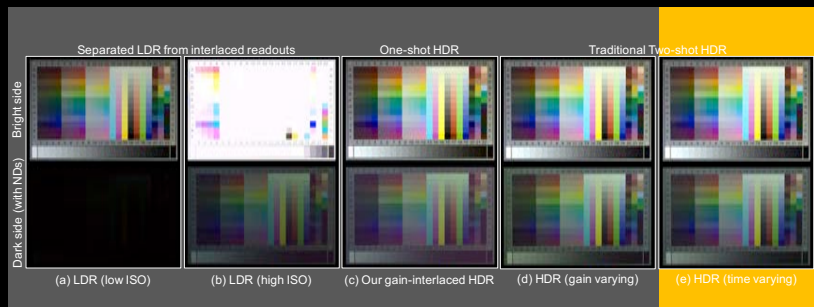 Separated LDR from interlaced readouts
One-shot HDR
Traditional Two-shot HDR
Bright side
Dark side (with NDs)
(a) LDR (low ISO)
(b) LDR (high ISO)
(c) Our gain-interlaced HDR
(d) HDR (gain varying)
(e) HDR (time varying)